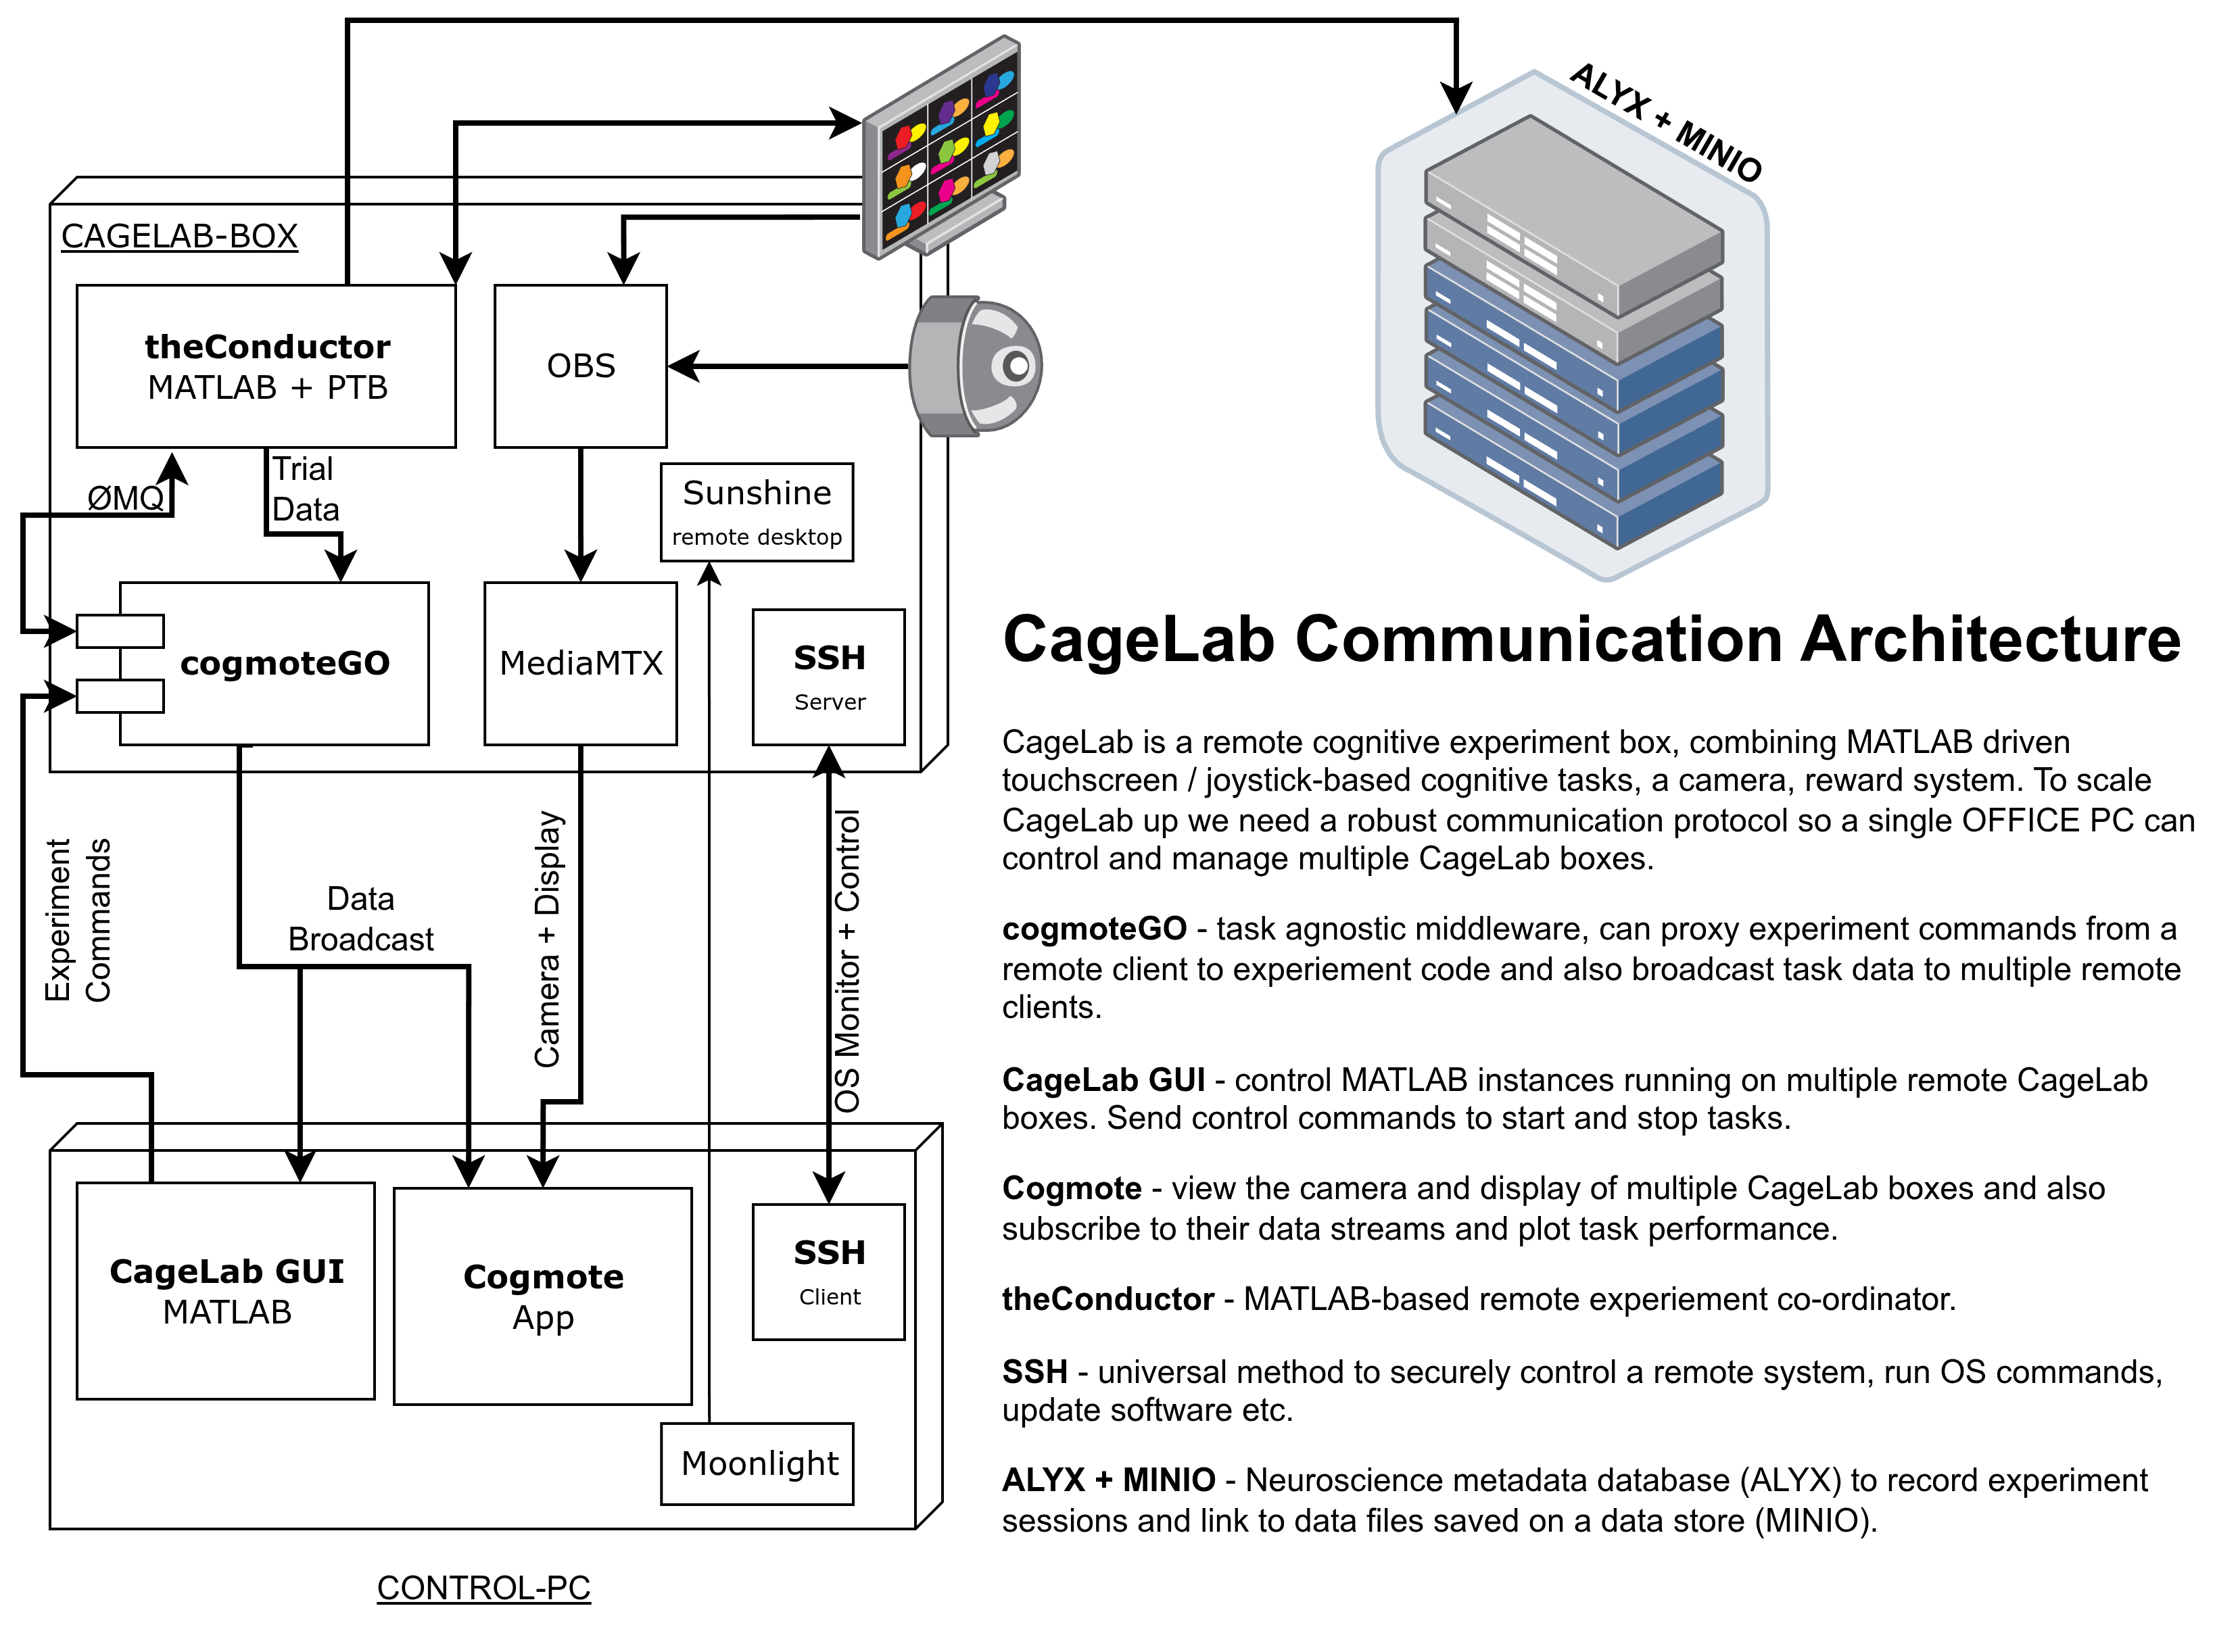 ALYX + MINIO
CAGELAB-BOX
theConductor
MATLAB + PTB
OBS
ØMQ
Trial
Data
Sunshine
remote desktop
cogmoteGO
MediaMTX
SSH
Server
Experiment
Commands
Data
Broadcast
Camera + Display
OS Monitor + Control
CageLab GUI
MATLAB
Cogmote
App
SSH
Client
Moonlight
CONTROL-PC
CageLab Communication Architecture
CageLab is a remote cognitive experiment box, combining MATLAB driven
touchscreen / joystick-based cognitive tasks, a camera, reward system. To scale
CageLab up we need a robust communication protocol so a single OFFICE PC can
control and manage multiple CageLab boxes.
cogmoteGO - task agnostic middleware, can proxy experiment commands from a
remote client to experiement code and also broadcast task data to multiple remote
clients.
CageLab GUI - control MATLAB instances running on multiple remote CageLab
boxes. Send control commands to start and stop tasks.
Cogmote - view the camera and display of multiple CageLab boxes and also
subscribe to their data streams and plot task performance.
theConductor - MATLAB-based remote experiement co-ordinator.
SSH - universal method to securely control a remote system, run OS commands,
update software etc.
ALYX + MINIO - Neuroscience metadata database (ALYX) to record experiment
sessions and link to data files saved on a data store (MINIO).